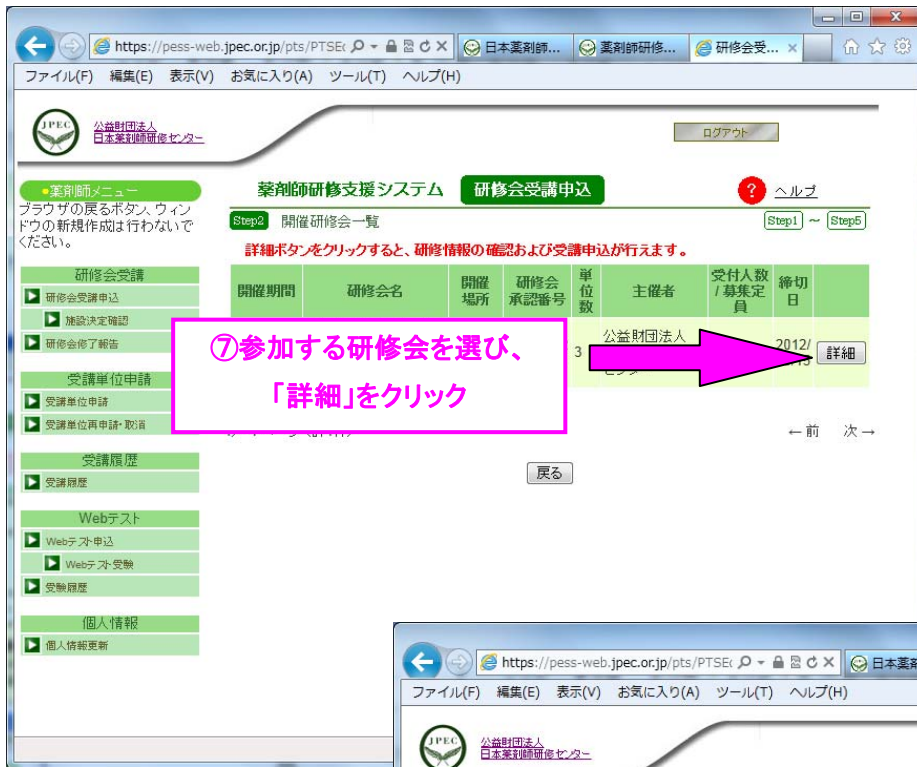 https://pess-web.jpec.or.jp/pts/PTSE
日本薬剤師...
薬剤師研修...
研修会受...
ファイル(F) 編集(E) 表示(V) お気に入り(A) ツール(T) ヘルプ(H)
JPEC
公益財団法人
日本薬剤師研修センター
ログアウト
●薬剤師メニュー
ブラウザの戻るボタン、ウィン
ドウの新規作成は行わないで
ください。
研修会受講
研修会受講申込
施設決定確認
研修会修了報告
受講単位申請
受講単位申請
受講単位再申請・取消
受講履歴
受講履歴
Webテスト
Webテスト申込
Webテスト受験
受験履歴
個人情報
個人情報更新
薬剤師研修支援システム 研修会受講申込
? ヘルプ
Step2 開催研修会一覧 Step1 ~ Step5
詳細ボタンをクリックすると、研修情報の確認および受講申込が行えます。
開催期間 研修会名 開催場所 研修会承認番号 単位数 主催者 受付人数/募集定員 締切日
3 公益財団法人 2012/
詳細
⑦参加する研修会を選び、
「詳細」をクリック
←前 次→
戻る
https://pess-web.jpec.or.jp/pts/PTSE
日本薬
ファイル(F) 編集(E) 表示(V) お気に入り(A) ツール(T) ヘルプ(H)
JPEC
公益財団法人
日本薬剤師研修センター